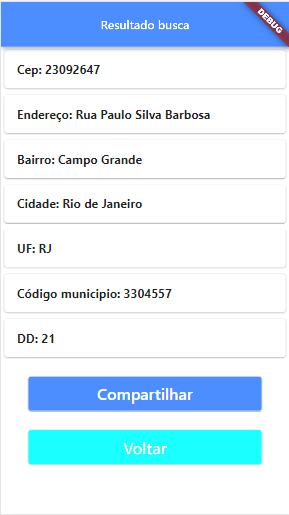 Resultado busca
DEBUG
Cep: 23092647
Endereço: Rua Paulo Silva Barbosa
Bairro: Campo Grande
Cidade: Rio de Janeiro
UF: RJ
Código municipio: 3304557
DD: 21
Compartilhar
Voltar